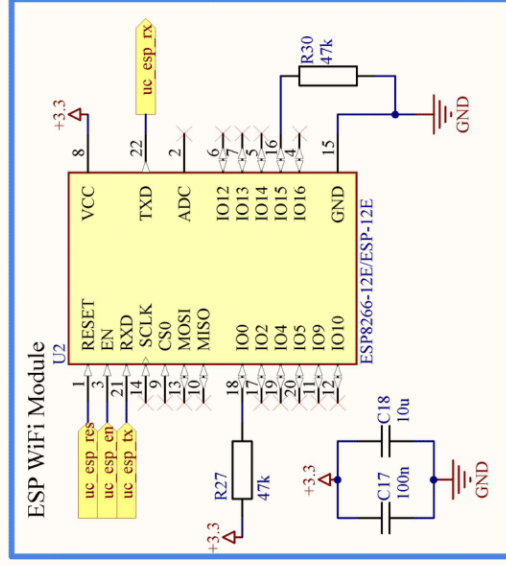 ESP WiFi Module
U2
uc_esp_res 1 RESET VCC 8 +3.3
uc_esp_en 3 EN
uc_esp_tx 21 RXD TXD 22 uc_esp_rx
14 SCLK
9 CS0 ADC 2
13 MOSI
10 MISO IO12 6
IO13 7
+3.3 R27 47k 18 IO0 IO14 5
17 IO2 IO15 16 R30 47k
19 IO4 IO16 4
20 IO5
11 IO9 GND 15
12 IO10
ESP8266-12E/ESP-12E
GND
+3.3
C17 C18
100n 10u
GND